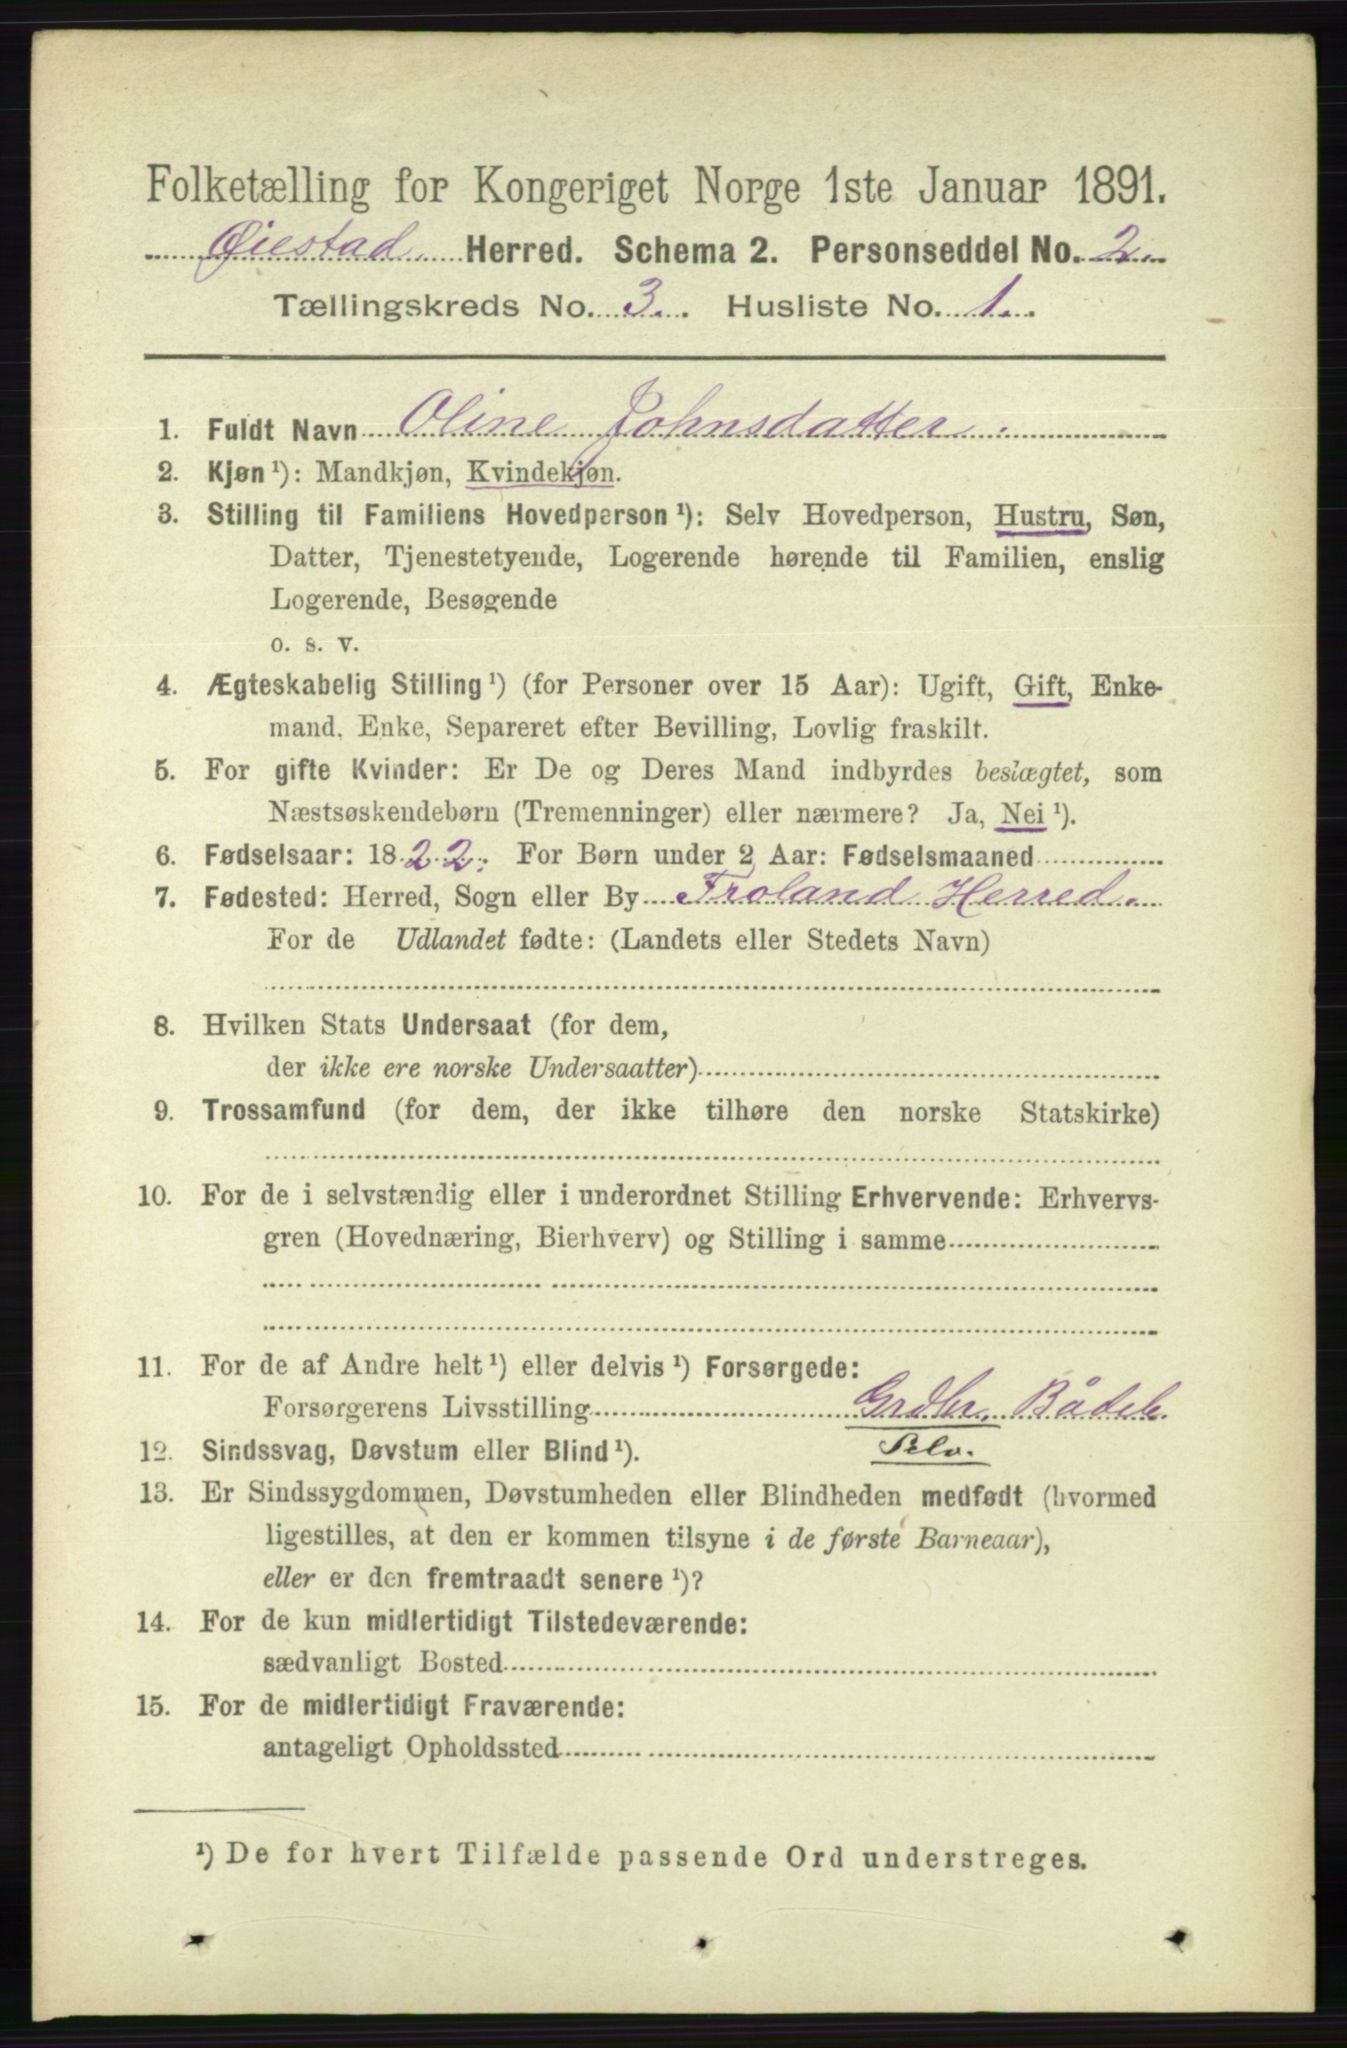 Folketælling for Kongeriget Norge 1ste Januar 1891.
Øiestad Herred. Schema 2. Personseddel No. 2.
Tællingskreds No. 3. Husliste No. 1.
1. Fuldt Navn Oline Johnsdatter.
2. Kjøn¹): Mandkjøn, Kvindekjøn.
3. Stilling til Familiens Hovedperson¹): Selv Hovedperson, Hustru, Søn,
Datter, Tjenestetyende, Logerende hørende til Familien, enslig
Logerende, Besøgende
o. s. v.
4. Ægteskabelig Stilling¹) (for Personer over 15 Aar): Ugift, Gift, Enke-
mand, Enke, Separeret efter Bevilling, Lovlig fraskilt.
5. For gifte Kvinder: Er De og Deres Mand indbyrdes beslægtet, som
Næstsøskendebørn (Tremenninger) eller nærmere? Ja, Nei¹).
6. Fødselsaar: 1822. For Børn under 2 Aar: Fødselsmaaned
7. Fødested: Herred, Sogn eller By Froland Herred.
For de Udlandet fødte: (Landets eller Stedets Navn)
8. Hvilken Stats Undersaat (for dem,
der ikke ere norske Undersaatter)
9. Trossamfund (for dem, der ikke tilhøre den norske Statskirke)
10. For de i selvstændig eller i underordnet Stilling Erhvervende: Erhvervs-
gren (Hovednæring, Bierhverv) og Stilling i samme
11. For de af Andre helt¹) eller delvis¹) Forsørgede:
Forsørgerens Livsstilling Grdbr. Bådeb.
Selv.
12. Sindssvag, Døvstum eller Blind¹).
13. Er Sindssygdommen, Døvstumheden eller Blindheden medfødt (hvormed
ligestilles, at den er kommen tilsyne i de første Barneaar),
eller er den fremtraadt senere¹)?
14. For de kun midlertidigt Tilstedeværende:
sædvanligt Bosted
15. For de midlertidigt Fraværende:
antageligt Opholdssted
¹) De for hvert Tilfælde passende Ord understreges.